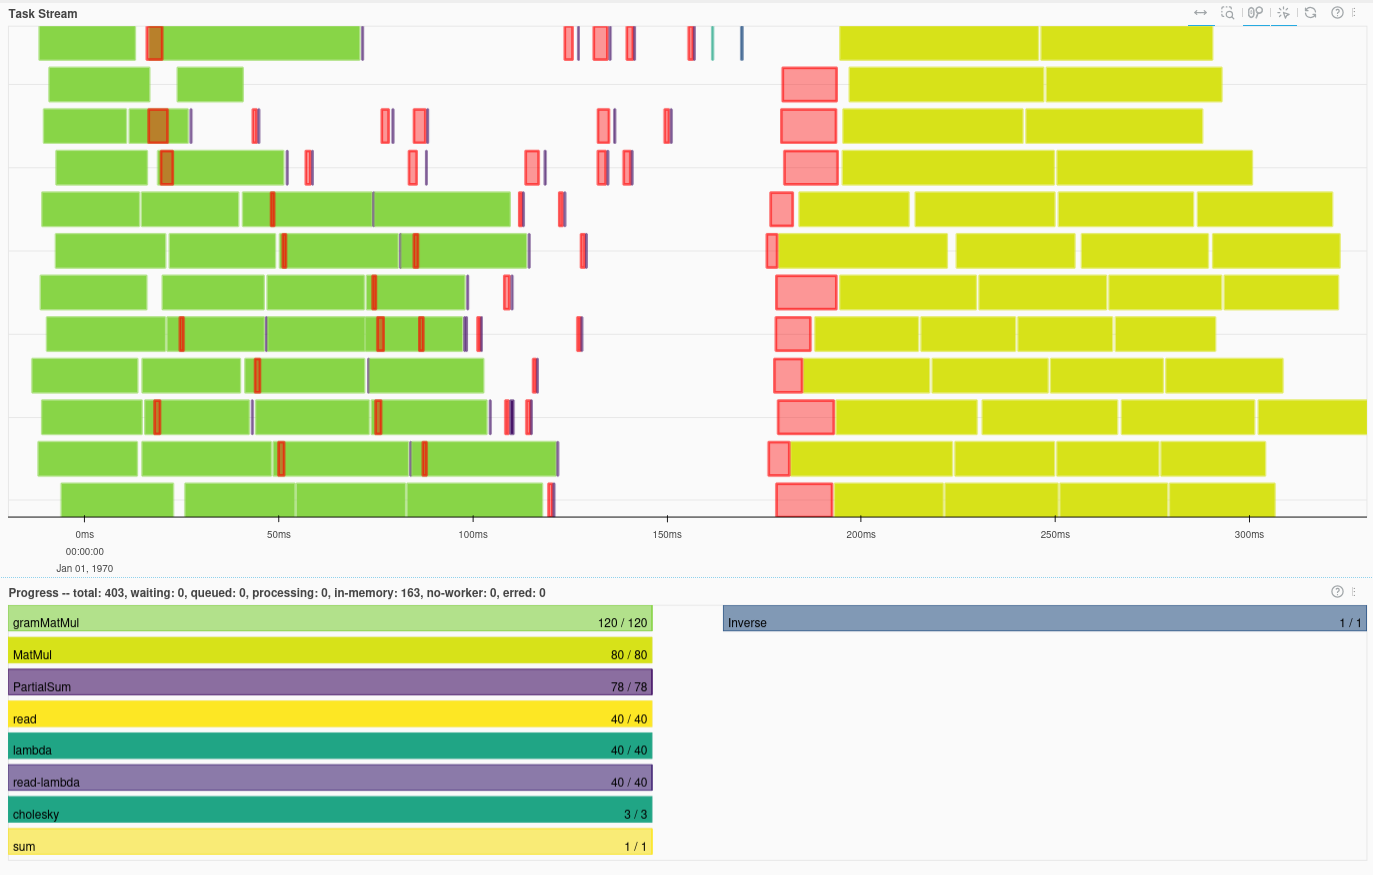 Task Stream
0ms 50ms 100ms 150ms 200ms 250ms 300ms
00:00:00
Jan 01, 1970
Progress -- total: 403, waiting: 0, queued: 0, processing: 0, in-memory: 163, no-worker: 0, erred: 0
gramMatMul 120 / 120 Inverse 1 / 1
MatMul 80 / 80
PartialSum 78 / 78
read 40 / 40
lambda 40 / 40
read-lambda 40 / 40
cholesky 3 / 3
sum 1 / 1